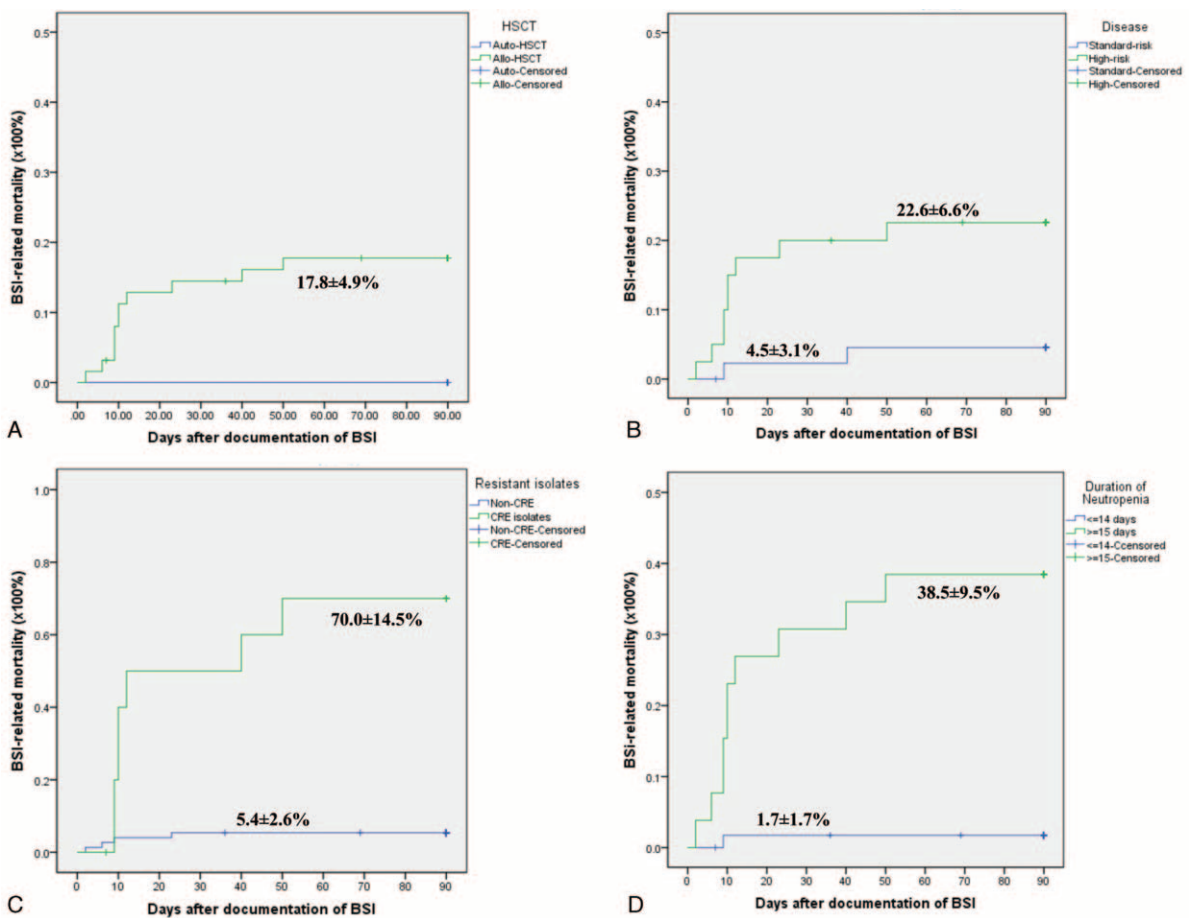 HSCT
Auto-HSCT
Allo-HSCT
Auto-Censored
Allo-Censored
BSI-related mortality (x100%)
0.5
0.4
0.3
0.2
0.1
0.0
17.8±4.9%
.00 10.00 20.00 30.00 40.00 50.00 60.00 70.00 80.00 90.00
Days after documentation of BSI
A
Disease
Standard-risk
High-risk
Standard-Censored
High-Censored
BSI-related mortality (x100%)
0.5
0.4
0.3
0.2
0.1
0.0
22.6±6.6%
4.5±3.1%
0 10 20 30 40 50 60 70 80 90
Days after documentation of BSI
B
Resistant isolates
Non-CRE
CRE isolates
Non-CRE-Censored
CRE-Censored
BSI-related mortality (x100%)
1.0
0.8
0.6
0.4
0.2
0.0
70.0±14.5%
5.4±2.6%
0 10 20 30 40 50 60 70 80 90
Days after documentation of BSI
C
Duration of
Neutropenia
<=14 days
>=15 days
<=14-Ccensored
>=15-Censored
BSi-related mortality (x100%)
0.5
0.4
0.3
0.2
0.1
0.0
38.5±9.5%
1.7±1.7%
0 10 20 30 40 50 60 70 80 90
Days after documentation of BSI
D